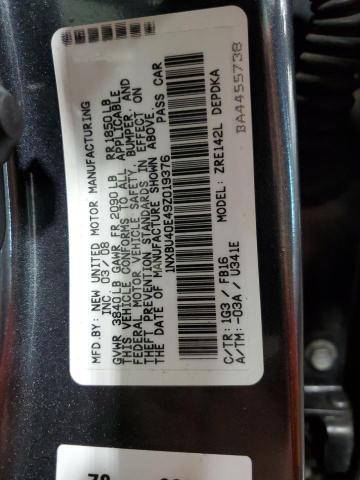 MFD.BY: NEW UNITED MOTOR MANUFACTURING
INC. 03/08
GVWR 3840LB GAWR FR 2090LB RR 1850LB
THIS VEHICLE CONFORMS TO ALL APPLICABLE
FEDERAL MOTOR VEHICLE SAFETY, BUMPER, AND
THEFT PREVENTION STANDARDS IN EFFECT ON
THE DATE OF MANUFACTURE SHOWN ABOVE.
1NXBU40E49Z019376 PASS CAR
C/TR: 1G3 / FB16 ZRE142L DEPDKA
A/TM: -03A / U341E
BA4455738